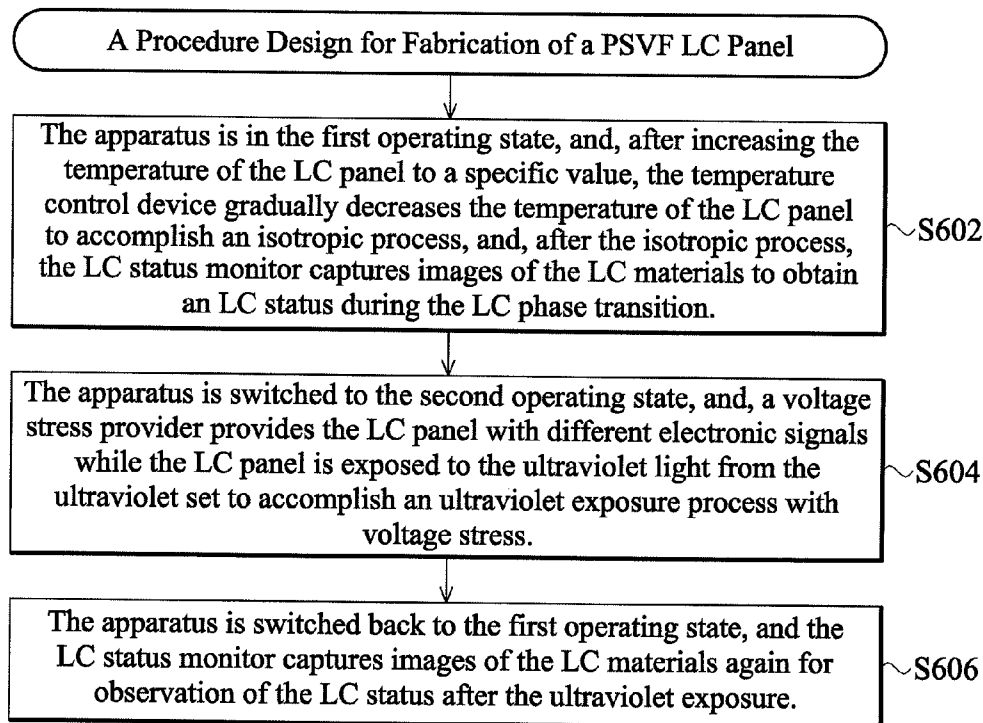 A Procedure Design for Fabrication of a PSVF LC Panel
The apparatus is in the first operating state, and, after increasing the
temperature of the LC panel to a specific value, the temperature
control device gradually decreases the temperature of the LC panel
to accomplish an isotropic process, and, after the isotropic process,
the LC status monitor captures images of the LC materials to obtain
an LC status during the LC phase transition.
S602
The apparatus is switched to the second operating state, and, a voltage
stress provider provides the LC panel with different electronic signals
while the LC panel is exposed to the ultraviolet light from the
ultraviolet set to accomplish an ultraviolet exposure process with
voltage stress.
S604
The apparatus is switched back to the first operating state, and the
LC status monitor captures images of the LC materials again for
observation of the LC status after the ultraviolet exposure.
S606